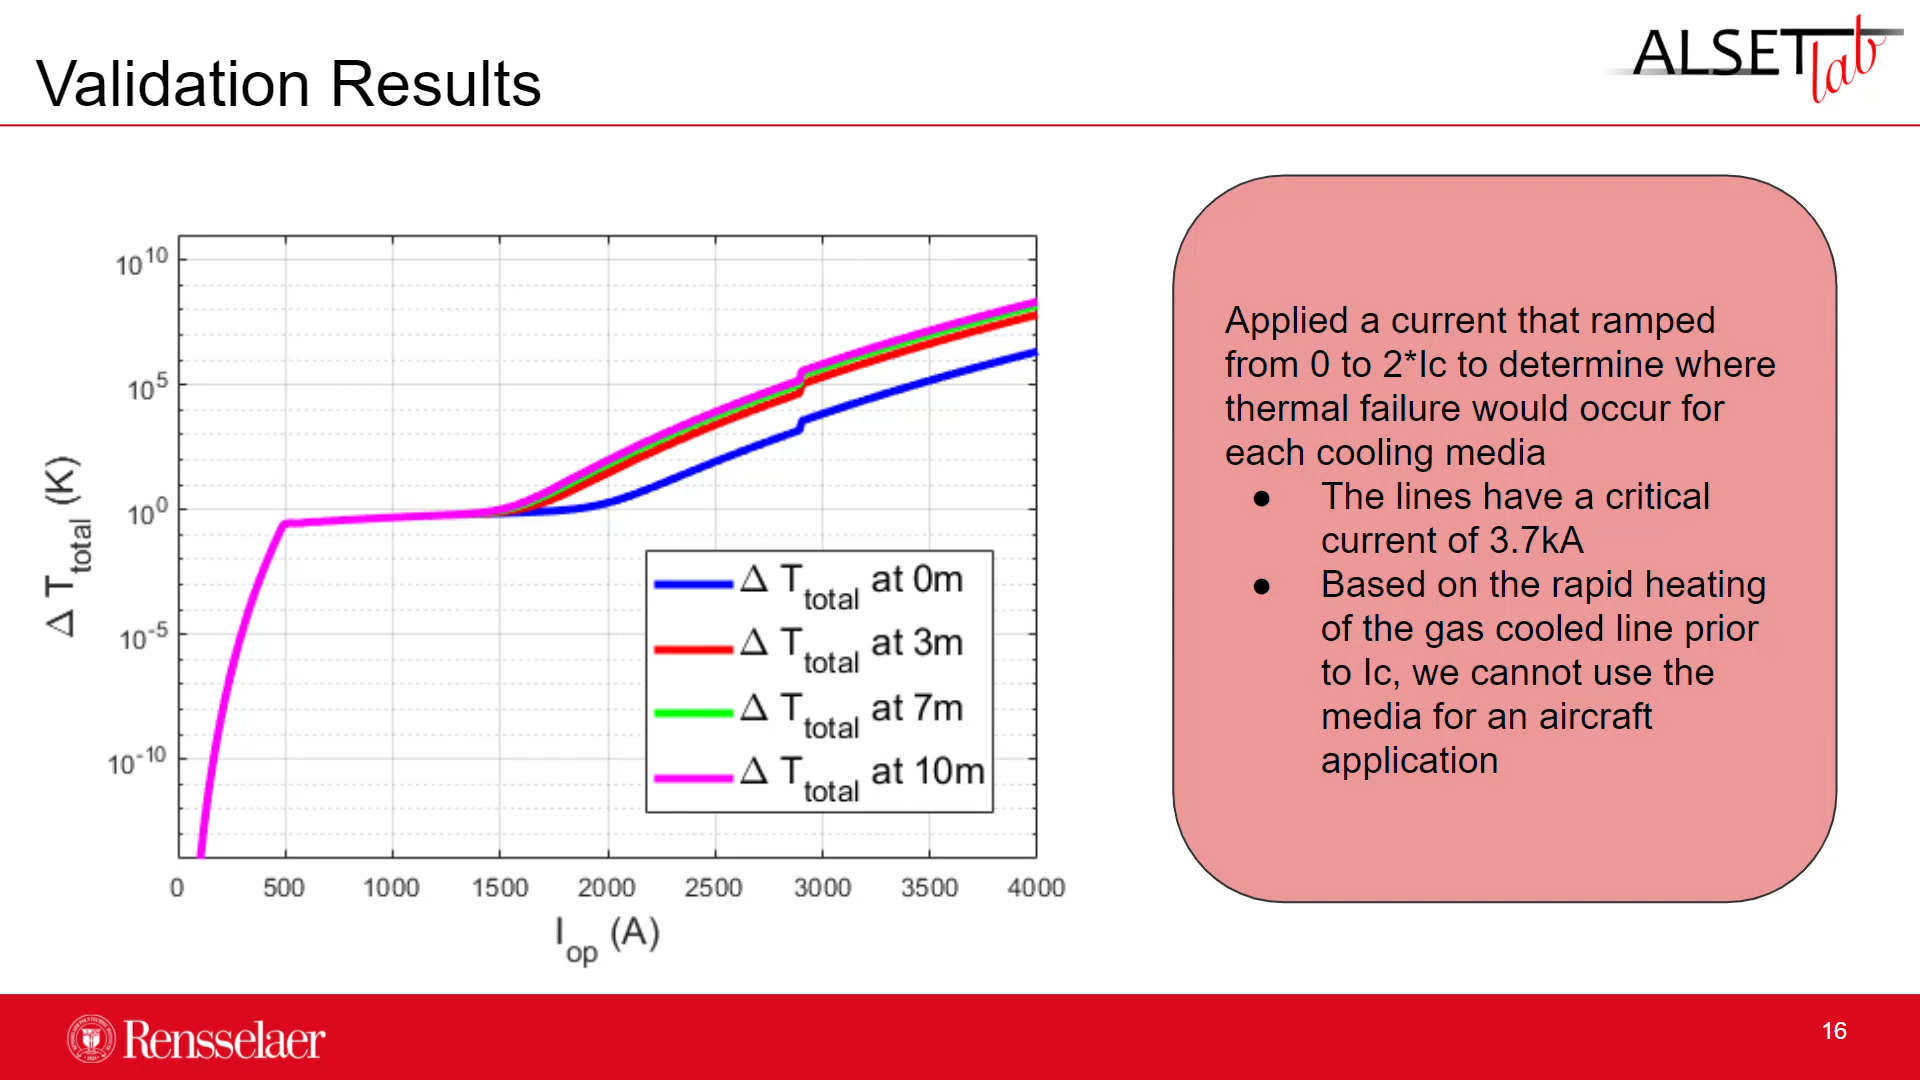 Validation Results
ALSET lab
10^10
10^5
10^0
10^-5
10^-10
Δ T_total (K)
Δ T_total at 0m
Δ T_total at 3m
Δ T_total at 7m
Δ T_total at 10m
0 500 1000 1500 2000 2500 3000 3500 4000
I_op (A)
Applied a current that ramped
from 0 to 2*Ic to determine where
thermal failure would occur for
each cooling media
● The lines have a critical
current of 3.7kA
● Based on the rapid heating
of the gas cooled line prior
to Ic, we cannot use the
media for an aircraft
application
Rensselaer
16